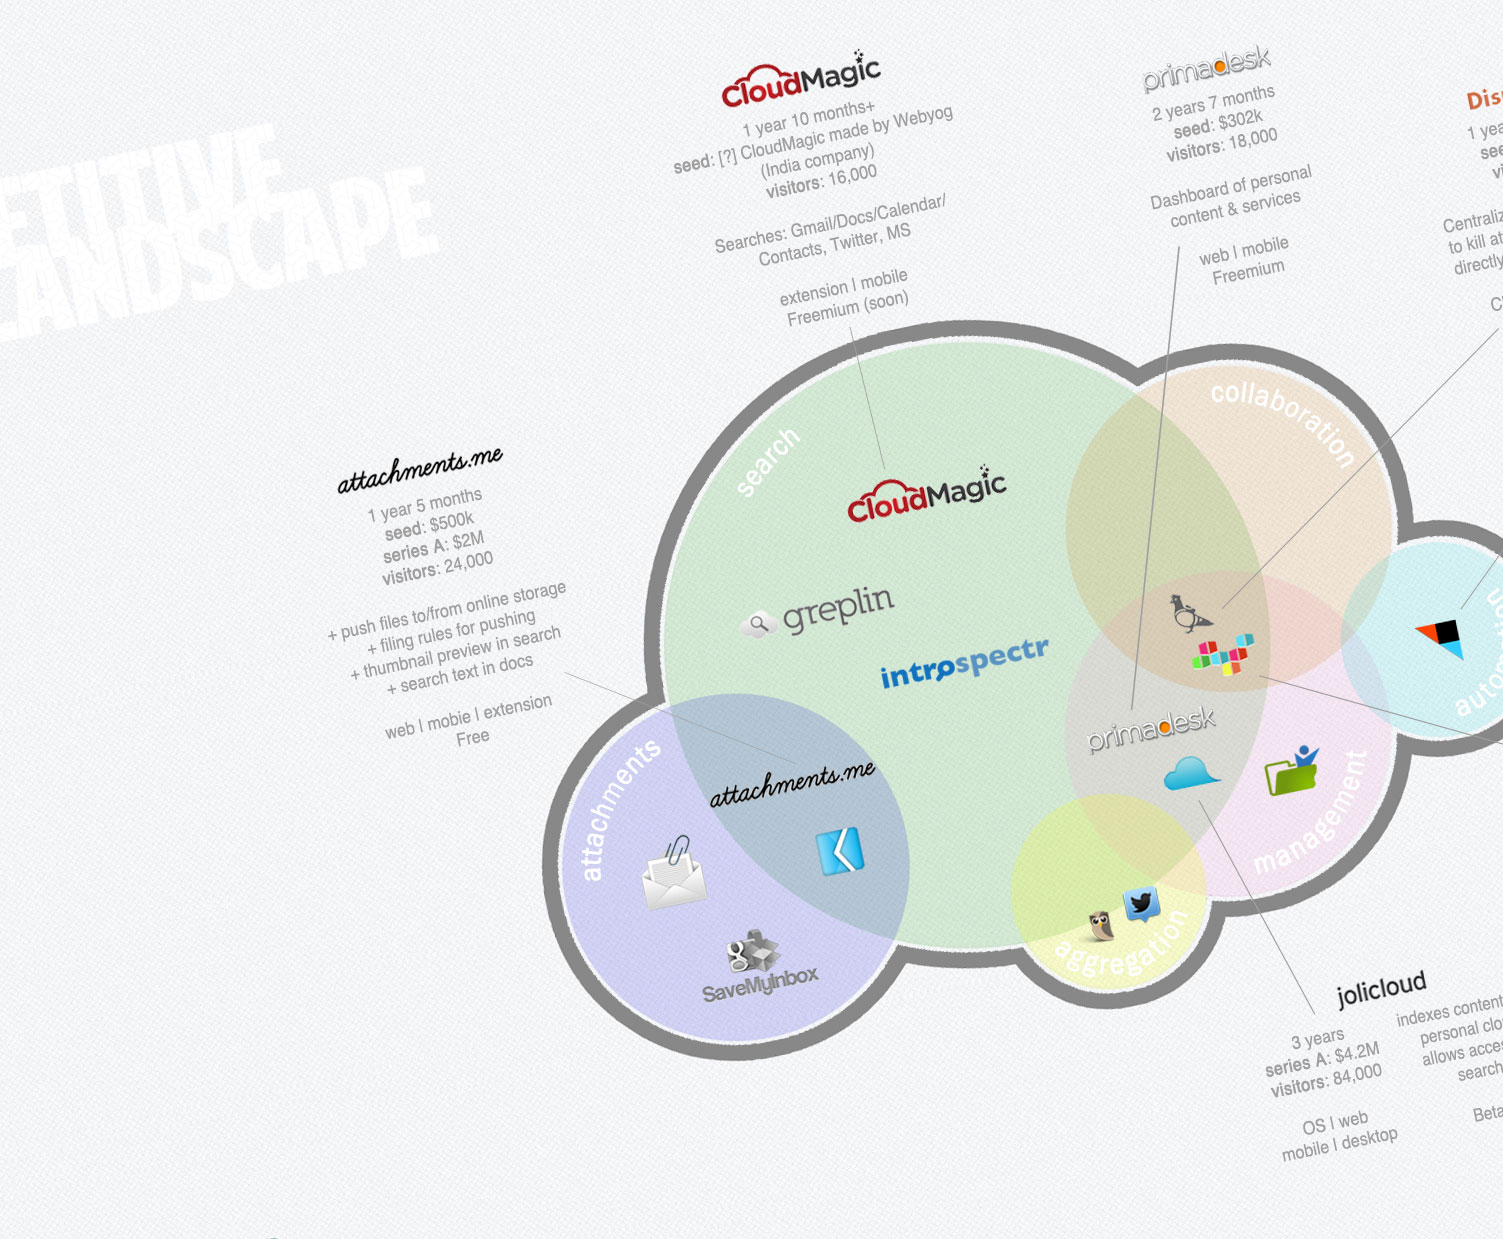 ETITIVE
LANDSCAPE
CloudMagic
1 year 10 months+
seed: [?] CloudMagic made by Webyog
(India company)
visitors: 16,000
Searches: Gmail/Docs/Calendar/
Contacts, Twitter, MS
extension | mobile
Freemium (soon)
primadesk
2 years 7 months
seed: $302k
visitors: 18,000
Dashboard of personal
content & services
web | mobile
Freemium
Dis
1 yea
see
vi
Centraliz
to kill at
directly
C
attachments.me
1 year 5 months
seed: $500k
series A: $2M
visitors: 24,000
+ push files to/from online storage
+ filing rules for pushing
+ thumbnail preview in search
+ search text in docs
web | mobie | extension
Free
search
collaboration
CloudMagic
greplin
introspectr
attachments
attachments.me
SaveMyInbox
primadesk
management
aggregation
jolicloud
3 years
series A: $4.2M
visitors: 84,000
OS | web
mobile | desktop
indexes content
personal clo
allows acce
search
Beta